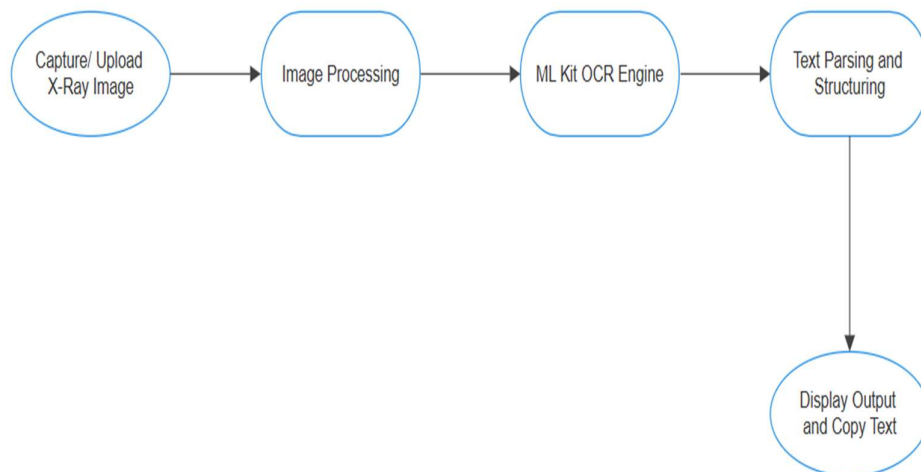 Capture/ Upload
X-Ray Image
Image Processing
ML Kit OCR Engine
Text Parsing and
Structuring
Display Output
and Copy Text